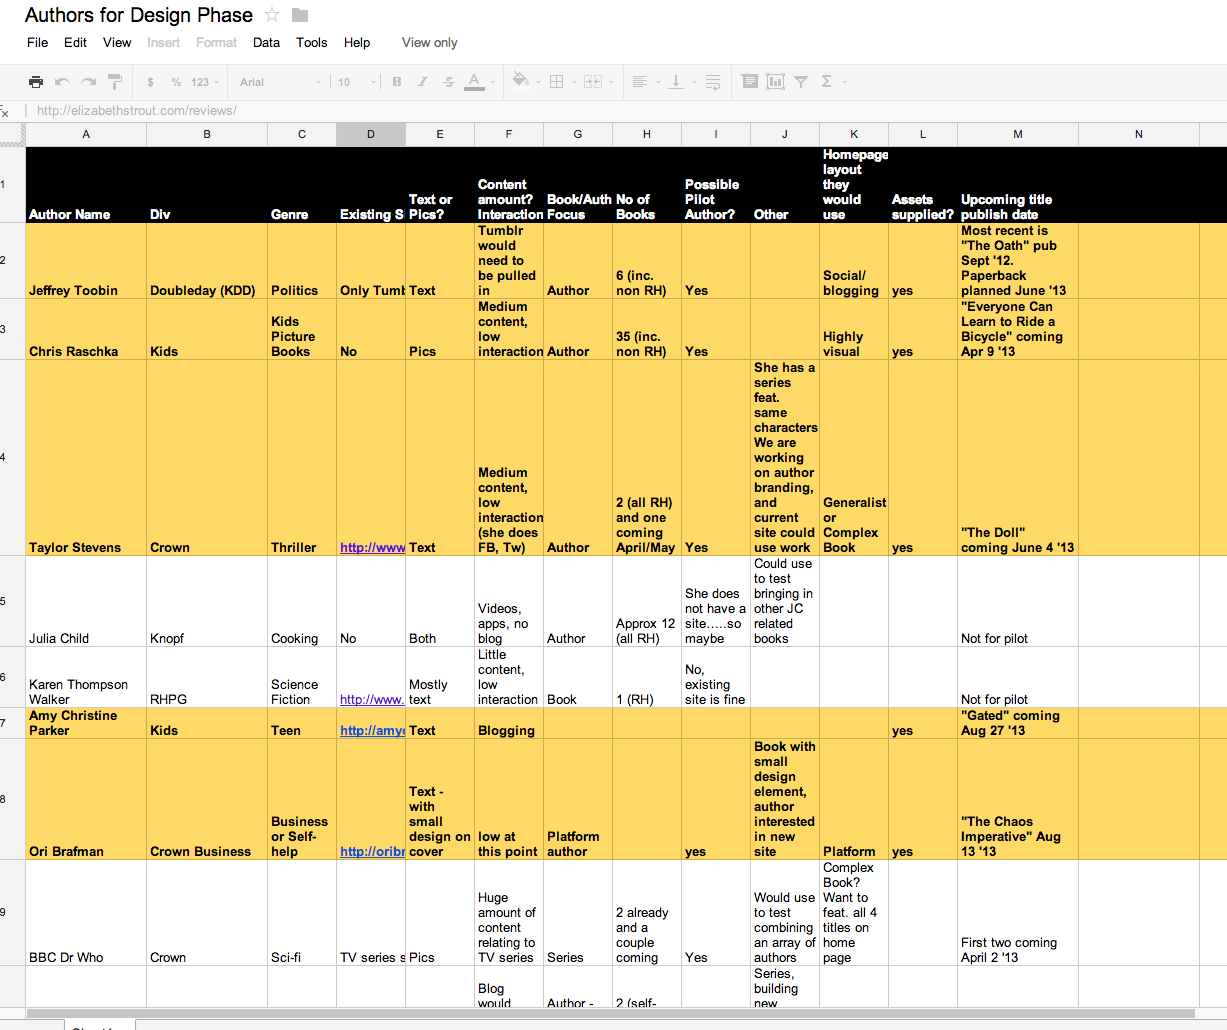 Authors for Design Phase
File Edit View Insert Format Data Tools Help View only
$ % 123 Arial 10 B I S A Σ
fx http://elizabethstrout.com/reviews/
A B C D E F G H I J K L M N
1
Author Name
Div
Genre
Existing S
Text or
Pics?
Content
amount?
Interaction
Book/Auth
Focus
No of
Books
Possible
Pilot
Author?
Other
Homepage
layout
they
would
use
Assets
supplied?
Upcoming title
publish date
2
Jeffrey Toobin
Doubleday (KDD)
Politics
Only Tumb
Text
Tumblr
would
need to
be pulled
in
Author
6 (inc.
non RH)
Yes
Social/
blogging
yes
Most recent is
"The Oath" pub
Sept '12.
Paperback
planned June '13
3
Chris Raschka
Kids
Kids
Picture
Books
No
Pics
Medium
content,
low
interaction
Author
35 (inc.
non RH)
Yes
Highly
visual
yes
"Everyone Can
Learn to Ride a
Bicycle" coming
Apr 9 '13
4
Taylor Stevens
Crown
Thriller
http://www
Text
Medium
content,
low
interaction
(she does
FB, Tw)
Author
2 (all RH)
and one
coming
April/May
Yes
She has a
series
feat.
same
characters
We are
working
on author
branding,
and
current
site could
use work
Generalist
or
Complex
Book
yes
"The Doll"
coming June 4 '13
5
Julia Child
Knopf
Cooking
No
Both
Videos,
apps, no
blog
Author
Approx 12
(all RH)
She does
not have a
site.....so
maybe
Could use
to test
bringing in
other JC
related
books
Not for pilot
6
Karen Thompson
Walker
RHPG
Science
Fiction
http://www.
Mostly
text
Little
content,
low
interaction
Book
1 (RH)
No,
existing
site is fine
Not for pilot
7
Amy Christine
Parker
Kids
Teen
http://amy
Text
Blogging
yes
"Gated" coming
Aug 27 '13
8
Ori Brafman
Crown Business
Business
or Self-
help
http://oribr
Text -
with
small
design on
cover
low at
this point
Platform
author
yes
Book with
small
design
element,
author
interested
in new
site
Platform
yes
"The Chaos
Imperative" Aug
13 '13
9
BBC Dr Who
Crown
Sci-fi
TV series s
Pics
Huge
amount of
content
relating to
TV series
Series
2 already
and a
couple
coming
Yes
Would use
to test
combining
an array of
authors
Complex
Book?
Want to
feat. all 4
titles on
home
page
First two coming
April 2 '13
Blog
would
Author -
2 (self-
Series,
building
new